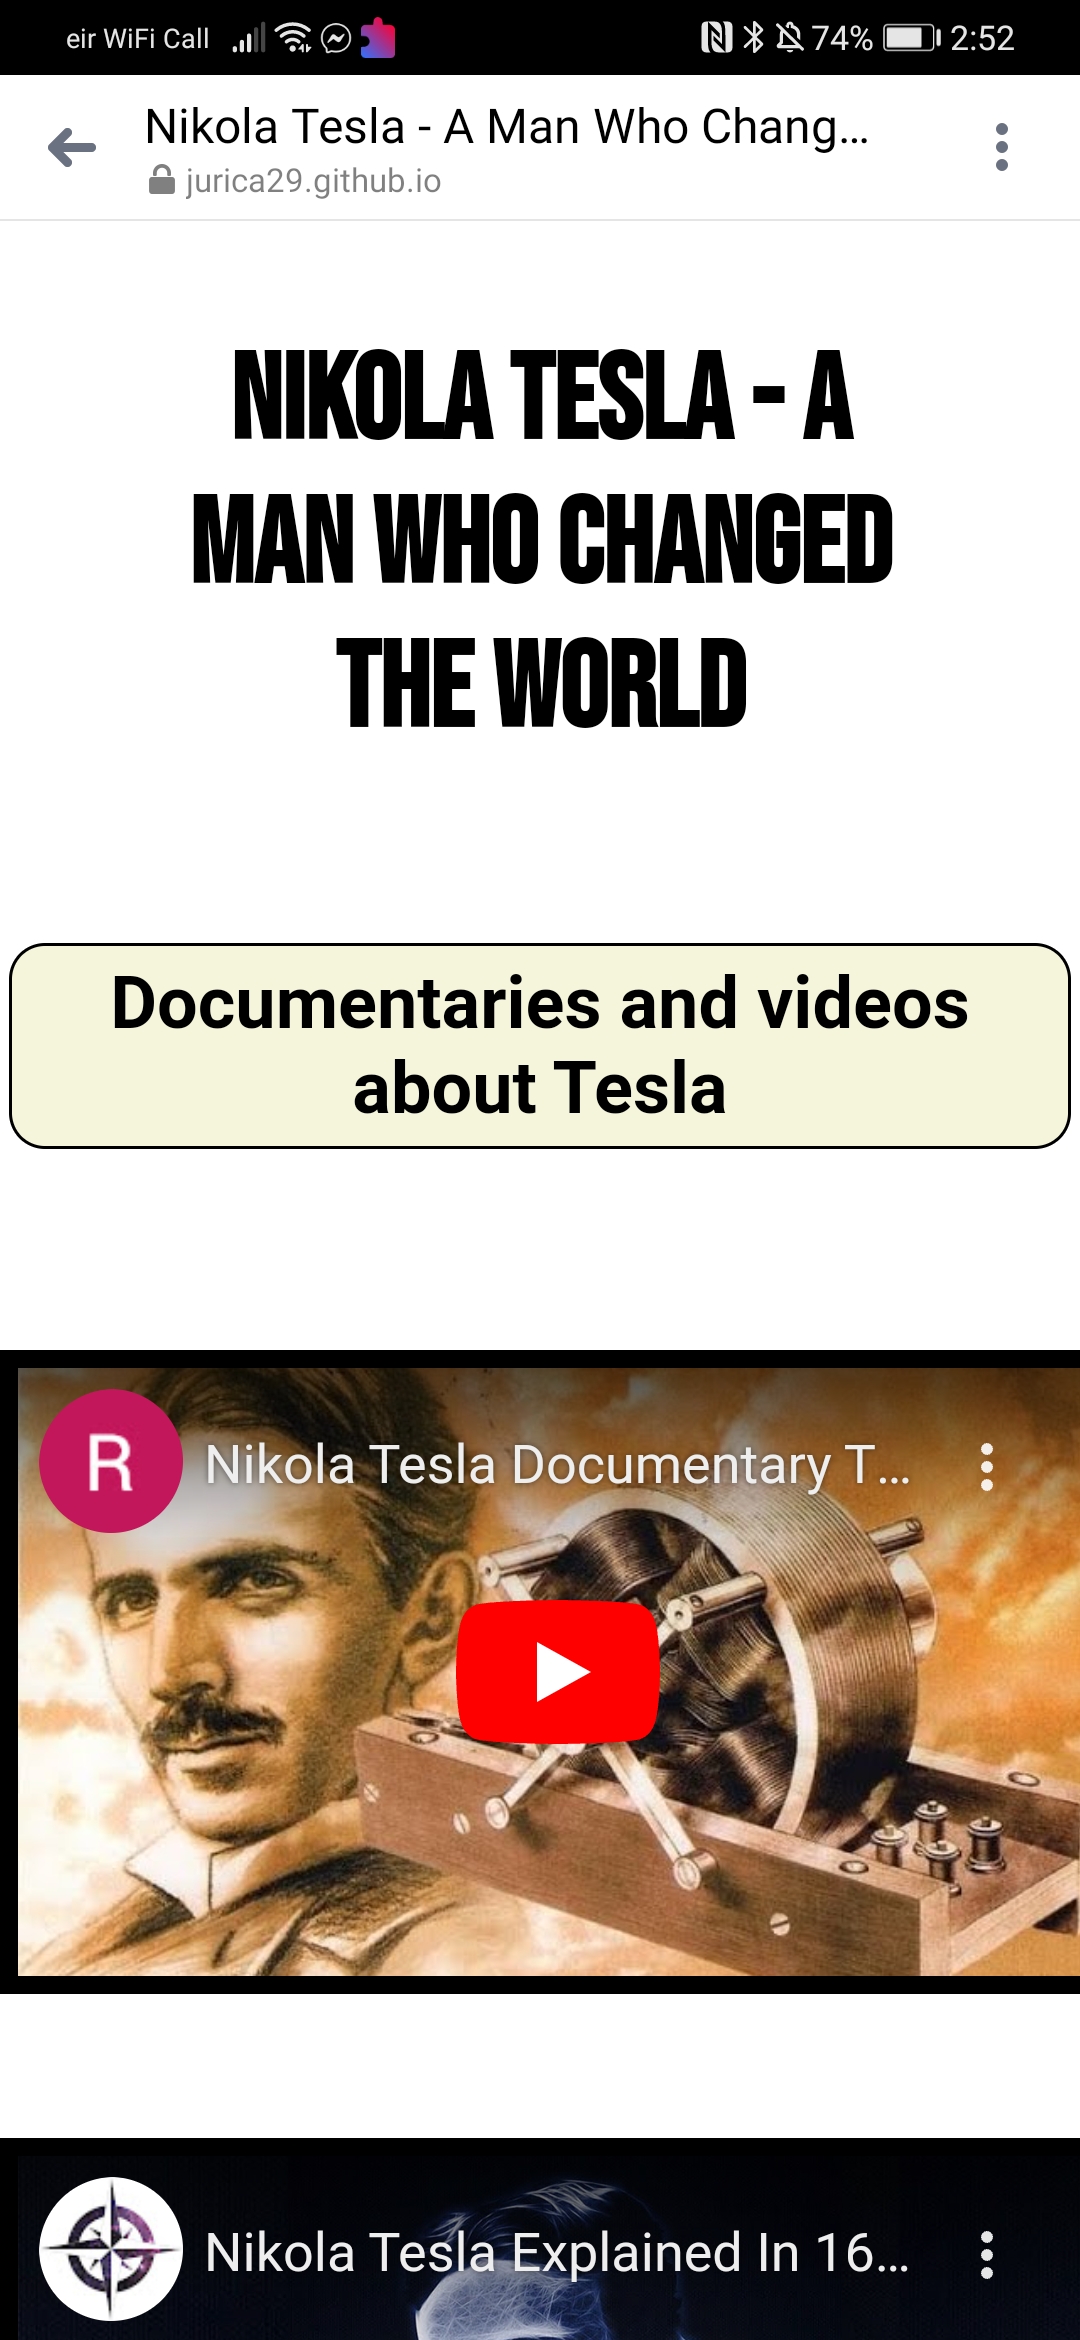 eir WiFi Call 74% 2:52
Nikola Tesla - A Man Who Chang...
jurica29.github.io
NIKOLA TESLA - A
MAN WHO CHANGED
THE WORLD
Documentaries and videos
about Tesla
R Nikola Tesla Documentary T...
Nikola Tesla Explained In 16...